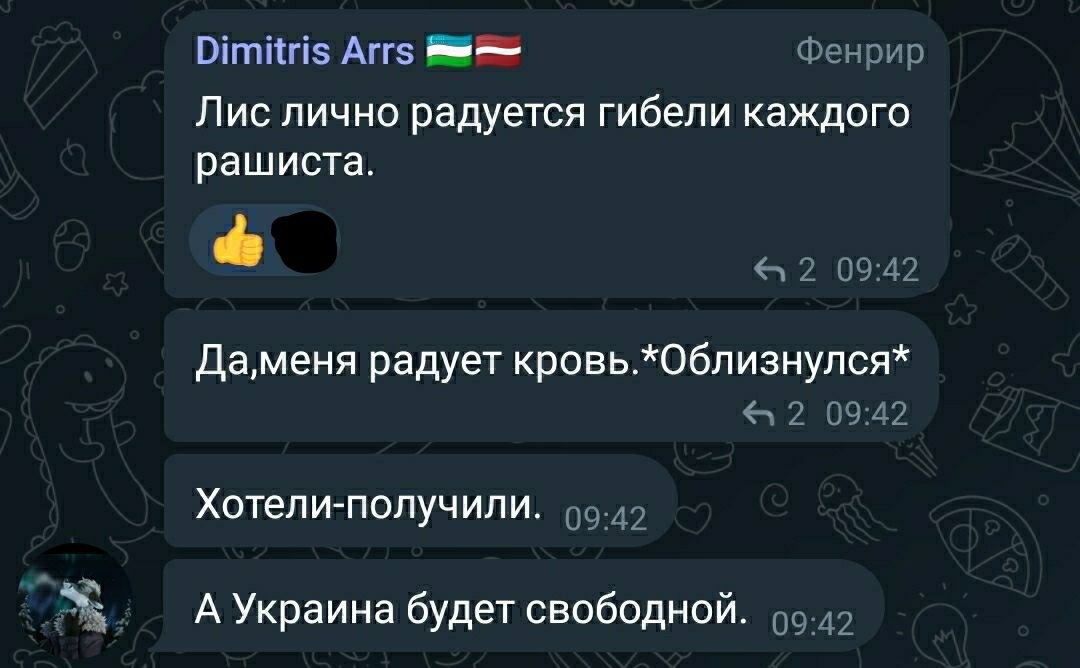 Dimitris Arrs 🇺🇿🇱🇻 Фенрир
Лис лично радуется гибели каждого
рашиста.
👍
2 09:42
Да,меня радует кровь.*Облизнулся*
2 09:42
Хотели-получили. 09:42
А Украина будет свободной. 09:42